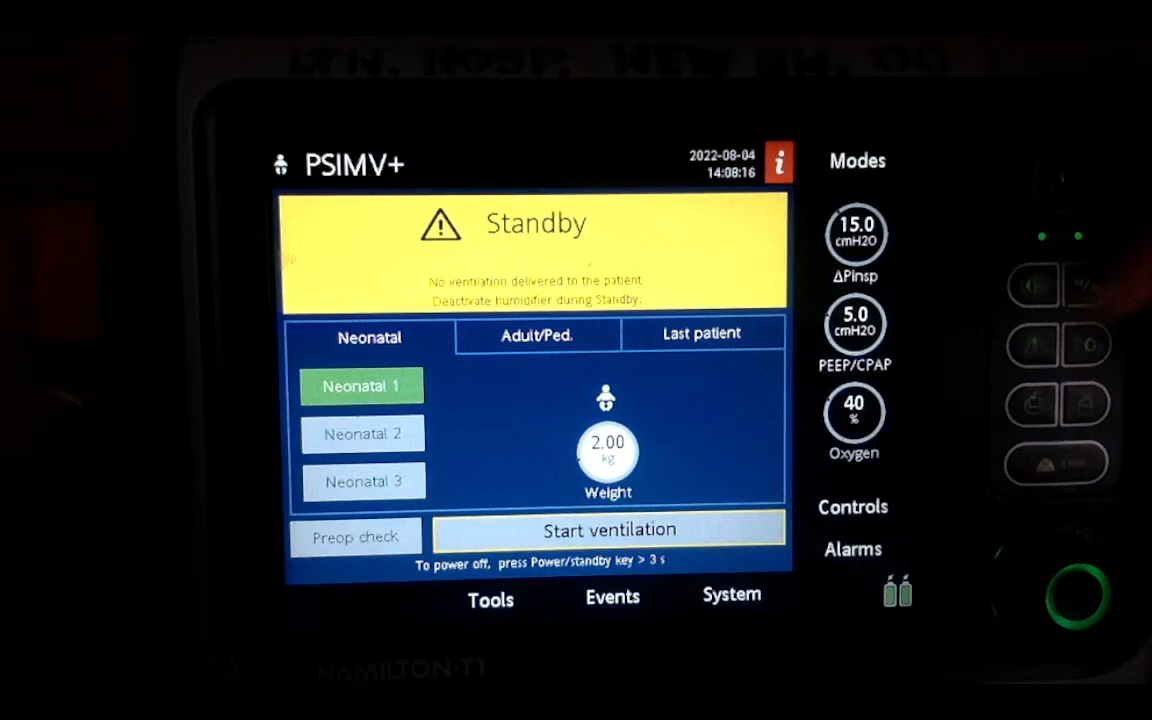 PSIMV+
2022-08-04
14:08:16
i
Modes
Standby
No ventilation delivered to the patient
Deactivate humidifier during Standby.
15.0
cmH2O
ΔPinsp
5.0
cmH2O
PEEP/CPAP
40
%
Oxygen
Neonatal
Adult/Ped.
Last patient
Neonatal 1
Neonatal 2
Neonatal 3
2.00
kg
Weight
Preop check
Start ventilation
To power off, press Power/standby key > 3 s
Controls
Alarms
Tools
Events
System
HAMILTON-T1